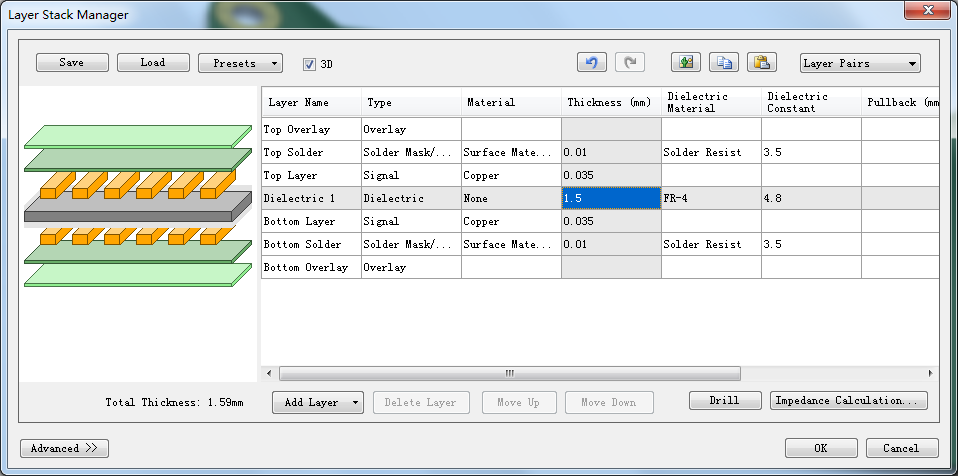 Layer Stack Manager
Save Load Presets 3D Layer Pairs
Layer Name Type Material Thickness (mm) Dielectric Material Dielectric Constant Pullback (mm
Top Overlay Overlay
Top Solder Solder Mask/... Surface Mate... 0.01 Solder Resist 3.5
Top Layer Signal Copper 0.035
Dielectric 1 Dielectric None 1.5 FR-4 4.8
Bottom Layer Signal Copper 0.035
Bottom Solder Solder Mask/... Surface Mate... 0.01 Solder Resist 3.5
Bottom Overlay Overlay
Total Thickness: 1.59mm Add Layer Delete Layer Move Up Move Down Drill Impedance Calculation...
Advanced >> OK Cancel